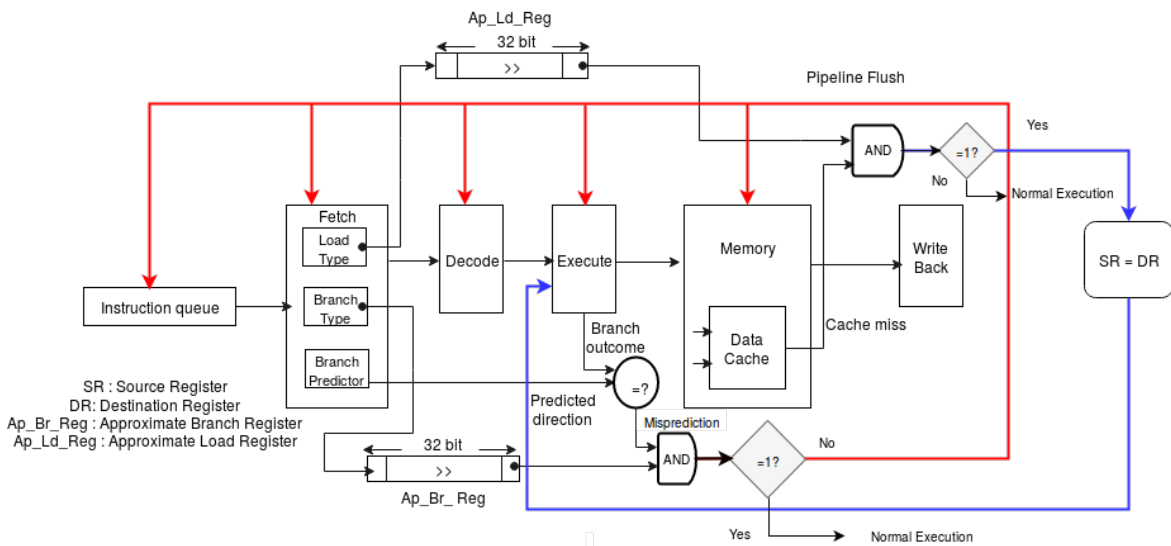 Ap_Ld_Reg
32 bit
>>
Pipeline Flush
Yes
AND
=1?
No
Normal Execution
Fetch
Load
Type
Decode
Execute
Memory
Write
Back
SR = DR
Instruction queue
Branch
Type
Branch
outcome
Data
Cache
Cache miss
Branch
Predictor
=?
Predicted
direction
SR : Source Register
DR: Destination Register
Ap_Br_Reg : Approximate Branch Register
Ap_Ld_Reg : Approximate Load Register
Misprediction
32 bit
>>
Ap_Br_ Reg
AND
=1?
No
Yes
Normal Execution